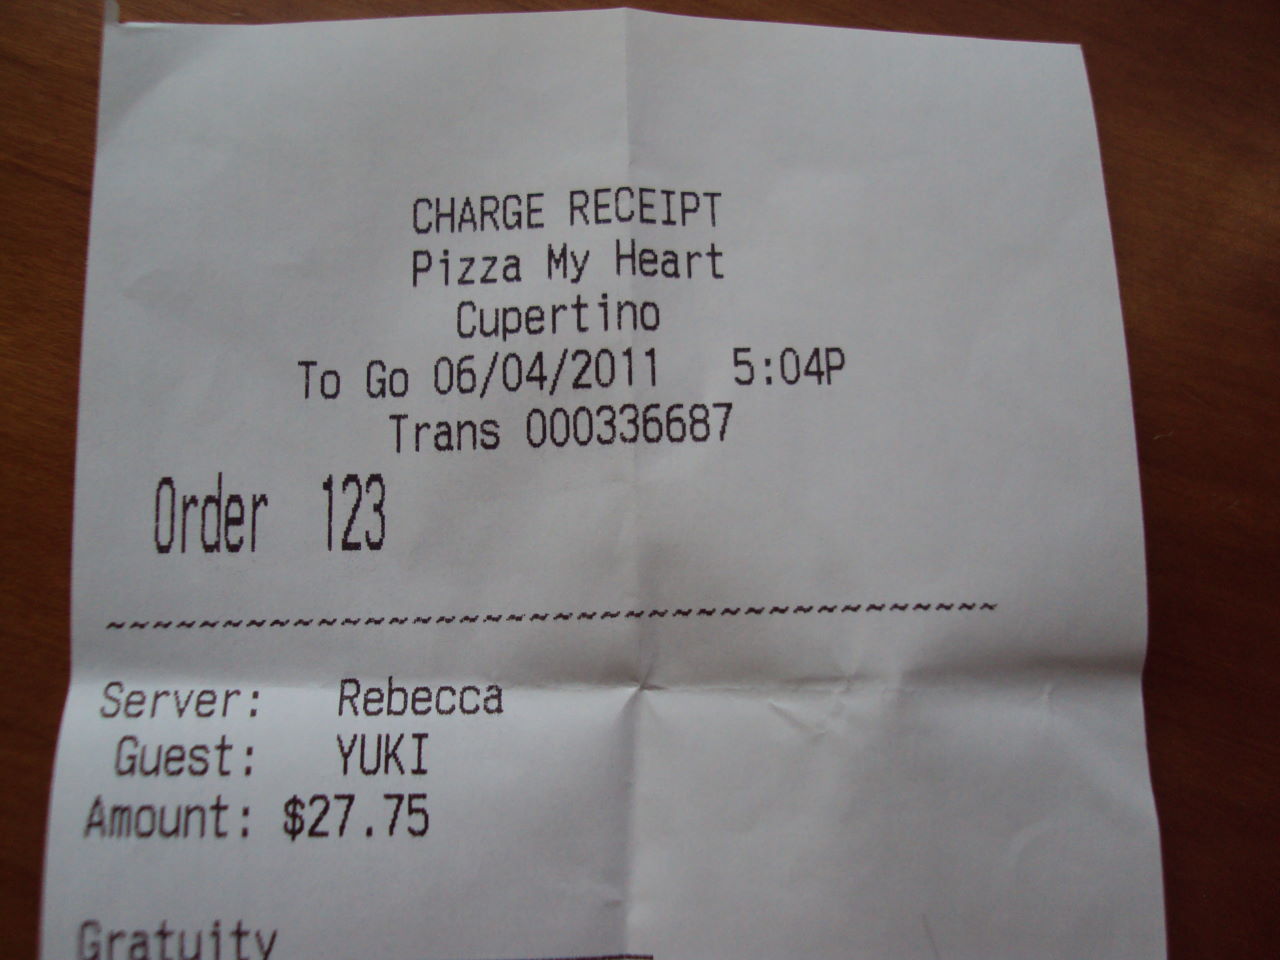 CHARGE RECEIPT
Pizza My Heart
Cupertino
To Go 06/04/2011 5:04P
Trans 000336687
Order 123
~~~~~~~~~~~~~~~~~~~~~~~~~~~~~~~~~~~~~~~
Server: Rebecca
Guest: YUKI
Amount: $27.75
Gratuity